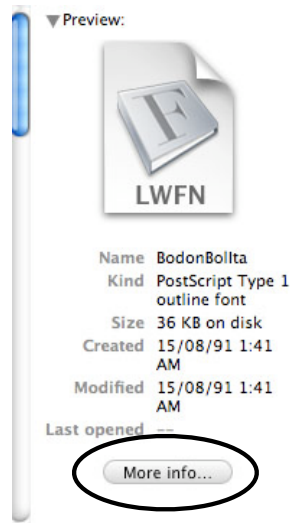 ▼Preview:
F
LWFN
Name BodonBolIta
Kind PostScript Type 1
outline font
Size 36 KB on disk
Created 15/08/91 1:41
AM
Modified 15/08/91 1:41
AM
Last opened --
More info...